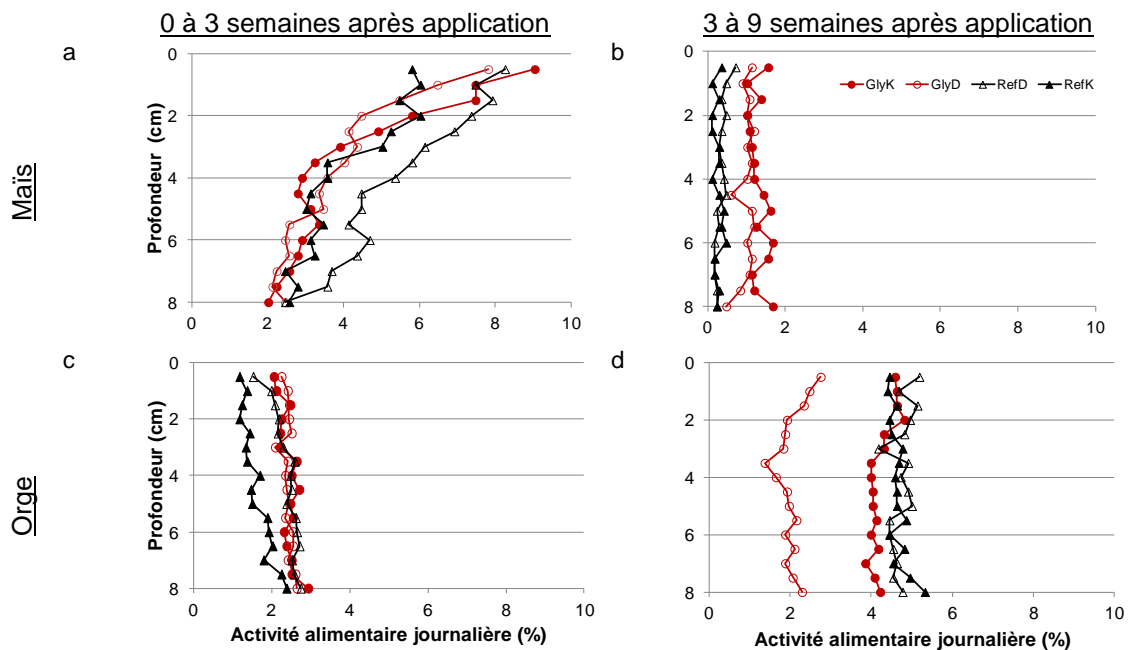 0 à 3 semaines après application
3 à 9 semaines après application
a
b
Maïs
Profondeur (cm)
0
2
4
6
8
0 2 4 6 8 10
0
2
4
6
8
0 2 4 6 8 10
GlyK GlyD RefD RefK
c
d
Orge
Profondeur (cm)
0
2
4
6
8
0 2 4 6 8 10
Activité alimentaire journalière (%)
0
2
4
6
8
0 2 4 6 8 10
Activité alimentaire journalière (%)